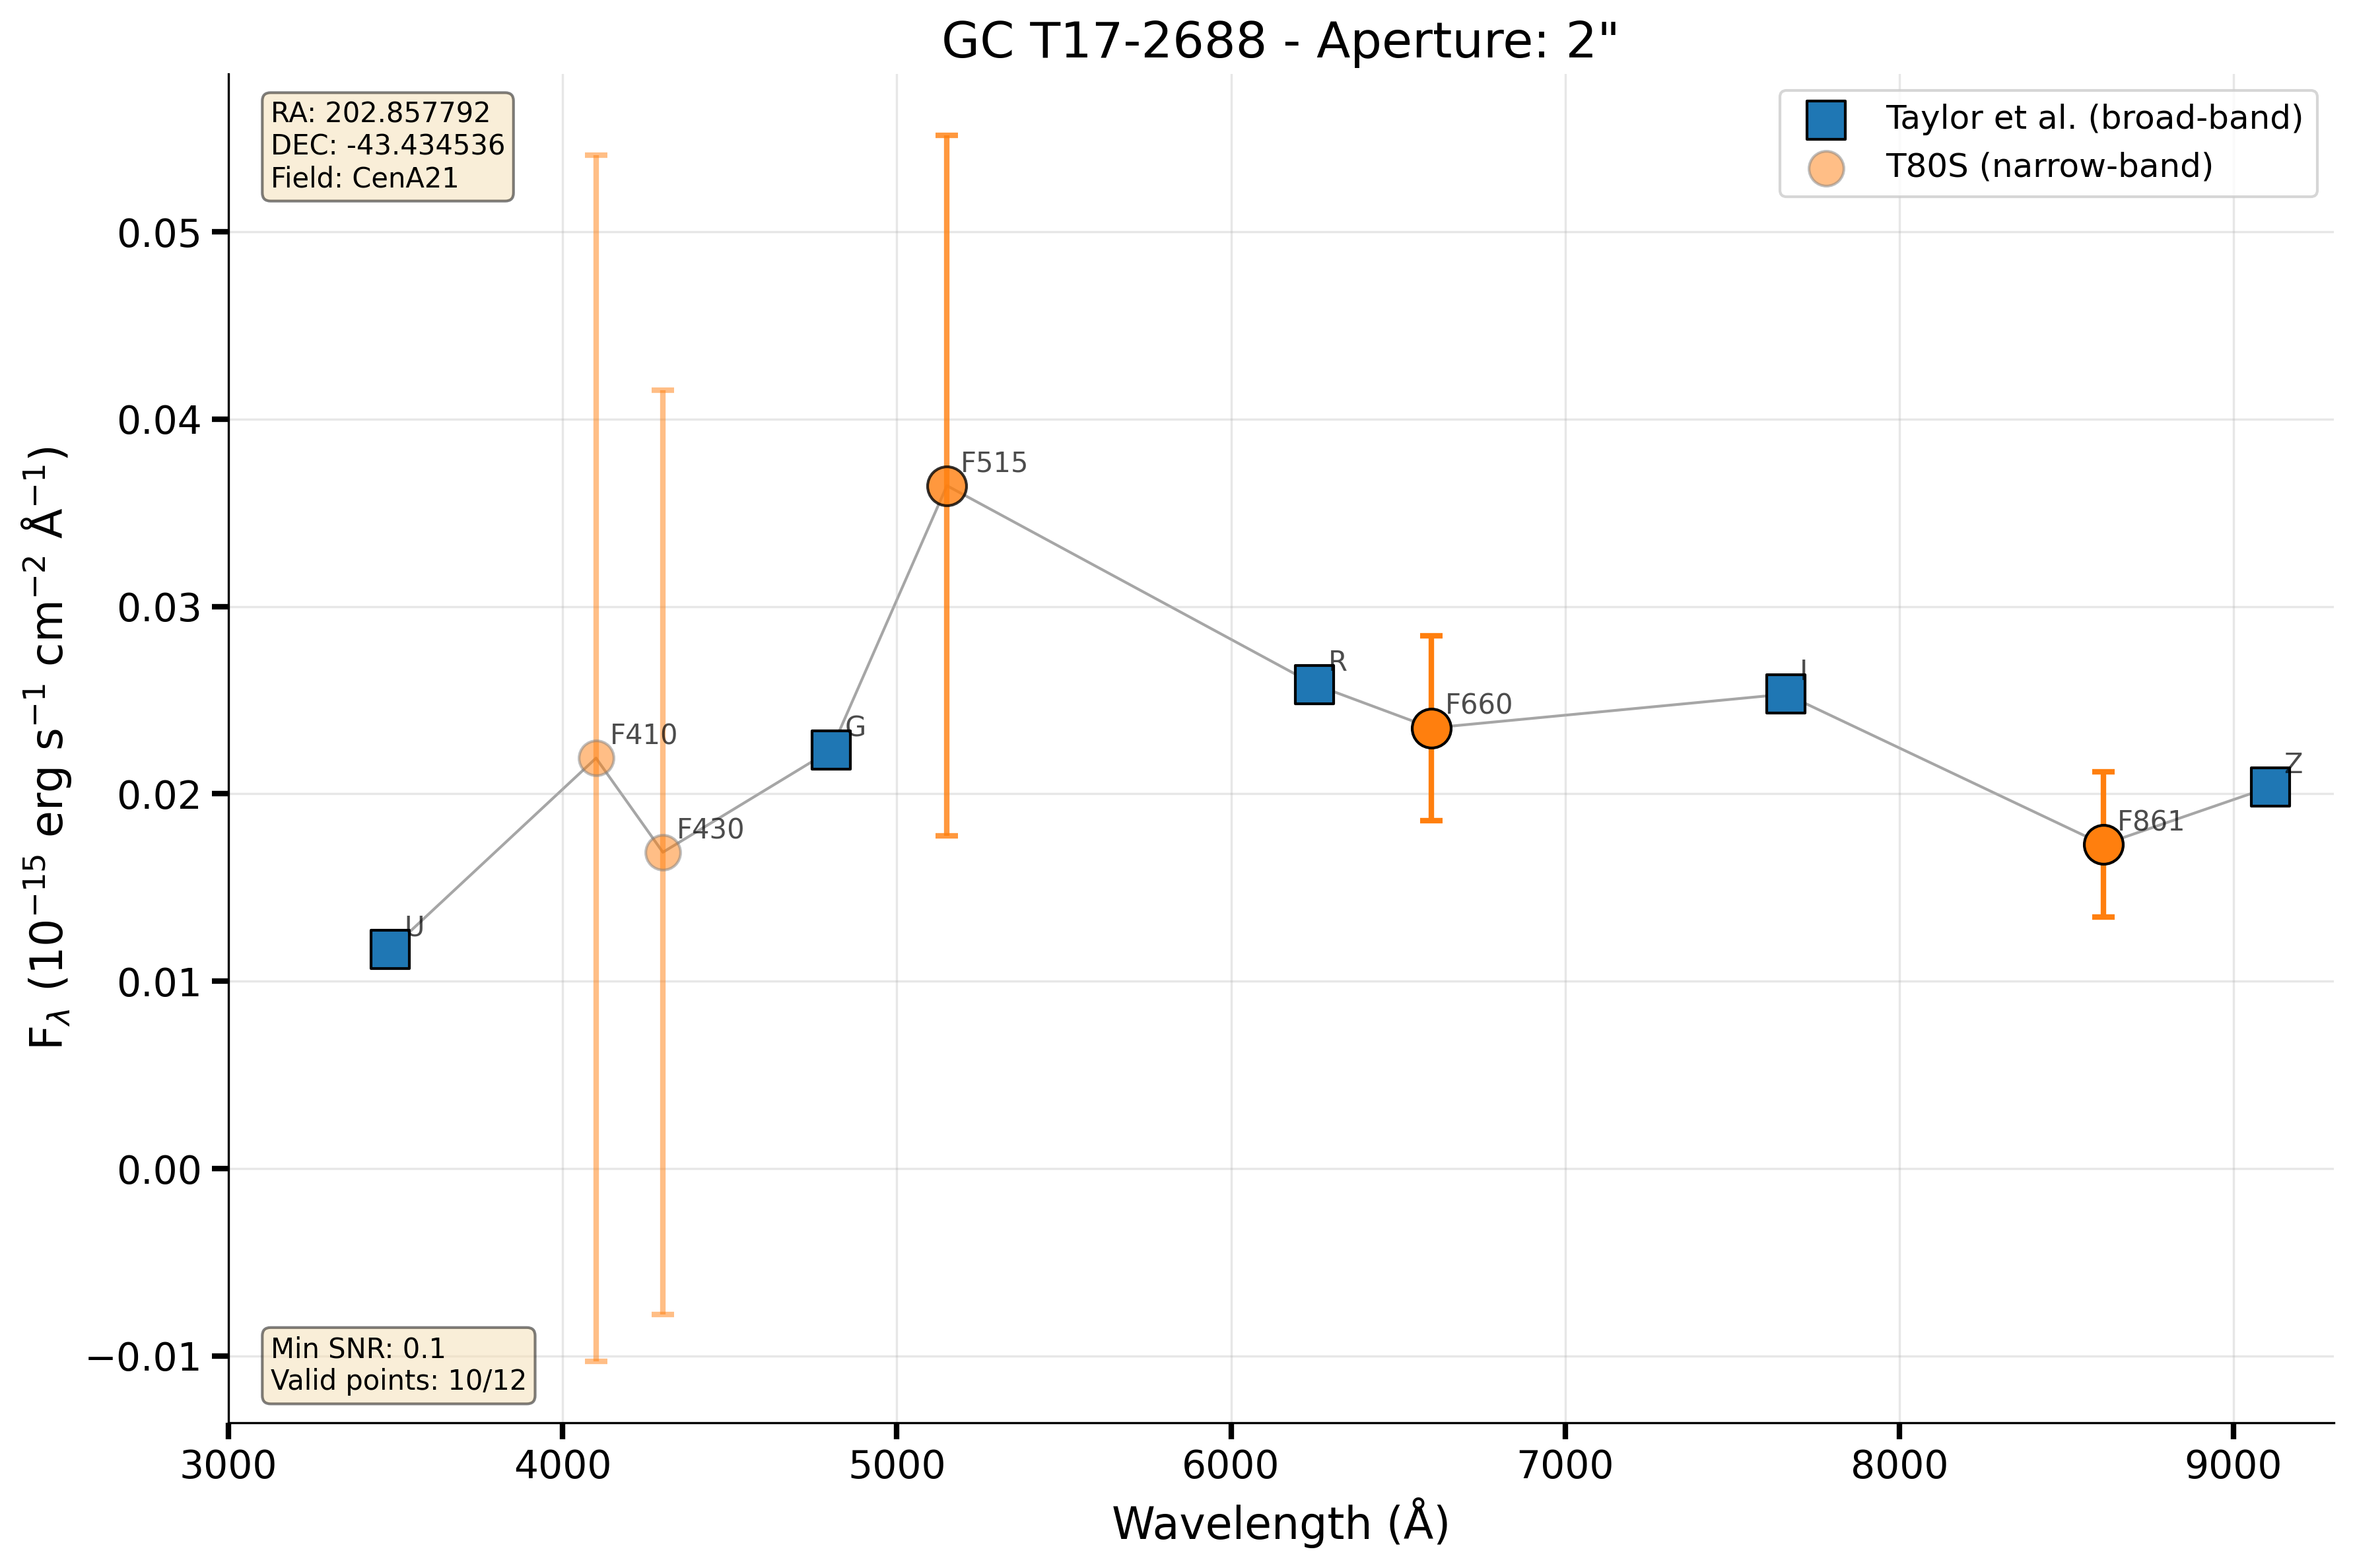 GC T17-2688 - Aperture: 2"
RA: 202.857792
DEC: -43.434536
Field: CenA21
Taylor et al. (broad-band)
T80S (narrow-band)
F_λ (10⁻¹⁵ erg s⁻¹ cm⁻² Å⁻¹)
0.05
0.04
0.03
0.02
0.01
0.00
−0.01
U
F410
F430
G
F515
R
F660
I
F861
Z
Min SNR: 0.1
Valid points: 10/12
3000 4000 5000 6000 7000 8000 9000
Wavelength (Å)